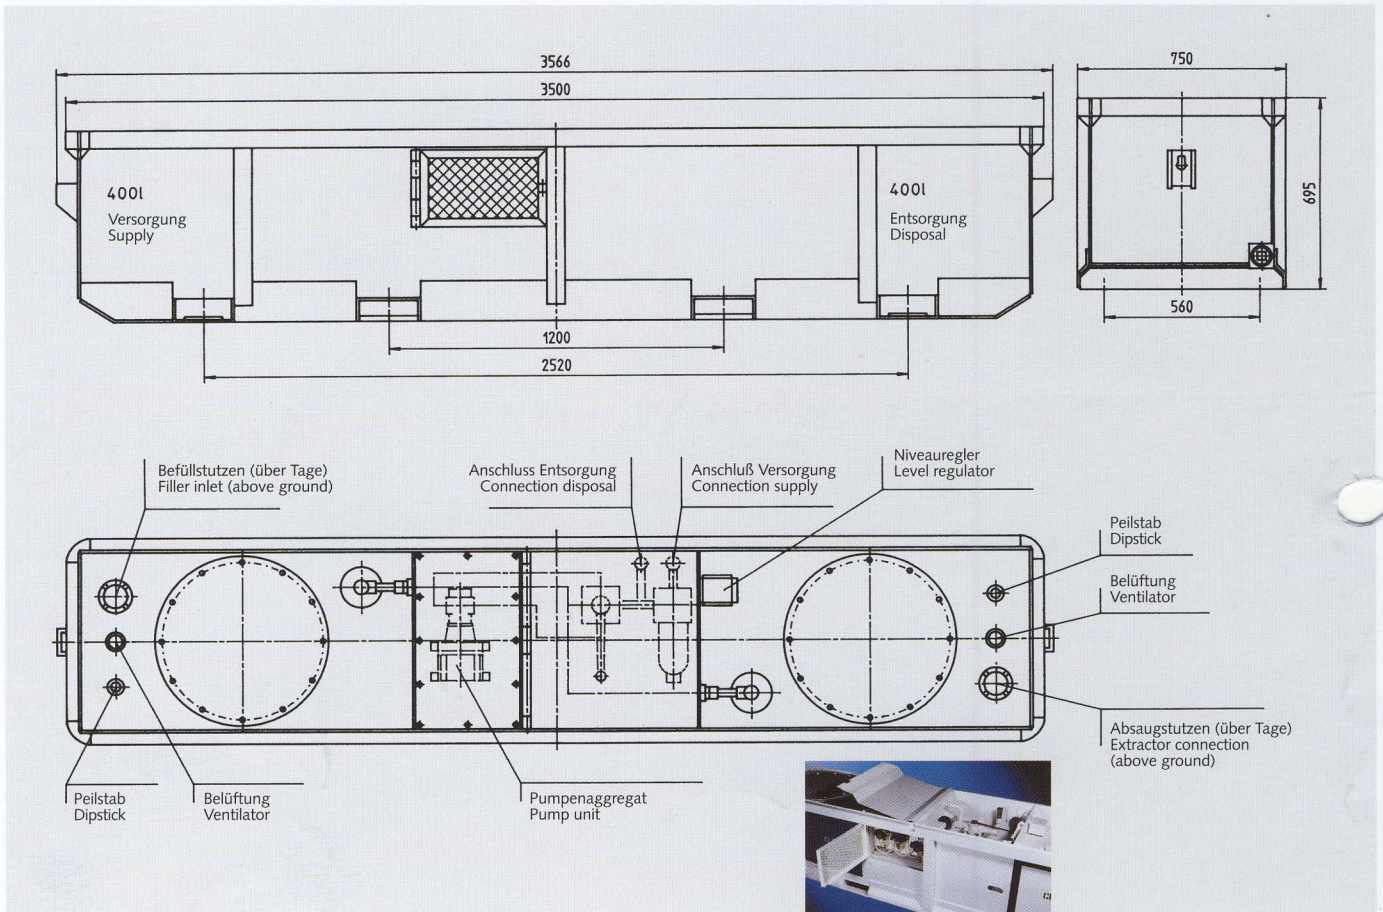 3566
3500
750
400l
Versorgung
Supply
400l
Entsorgung
Disposal
695
560
1200
2520
Befüllstutzen (über Tage)
Filler inlet (above ground)
Anschluss Entsorgung
Connection disposal
Anschluß Versorgung
Connection supply
Niveauregler
Level regulator
Peilstab
Dipstick
Belüftung
Ventilator
Absaugstutzen (über Tage)
Extractor connection
(above ground)
Peilstab
Dipstick
Belüftung
Ventilator
Pumpenaggregat
Pump unit